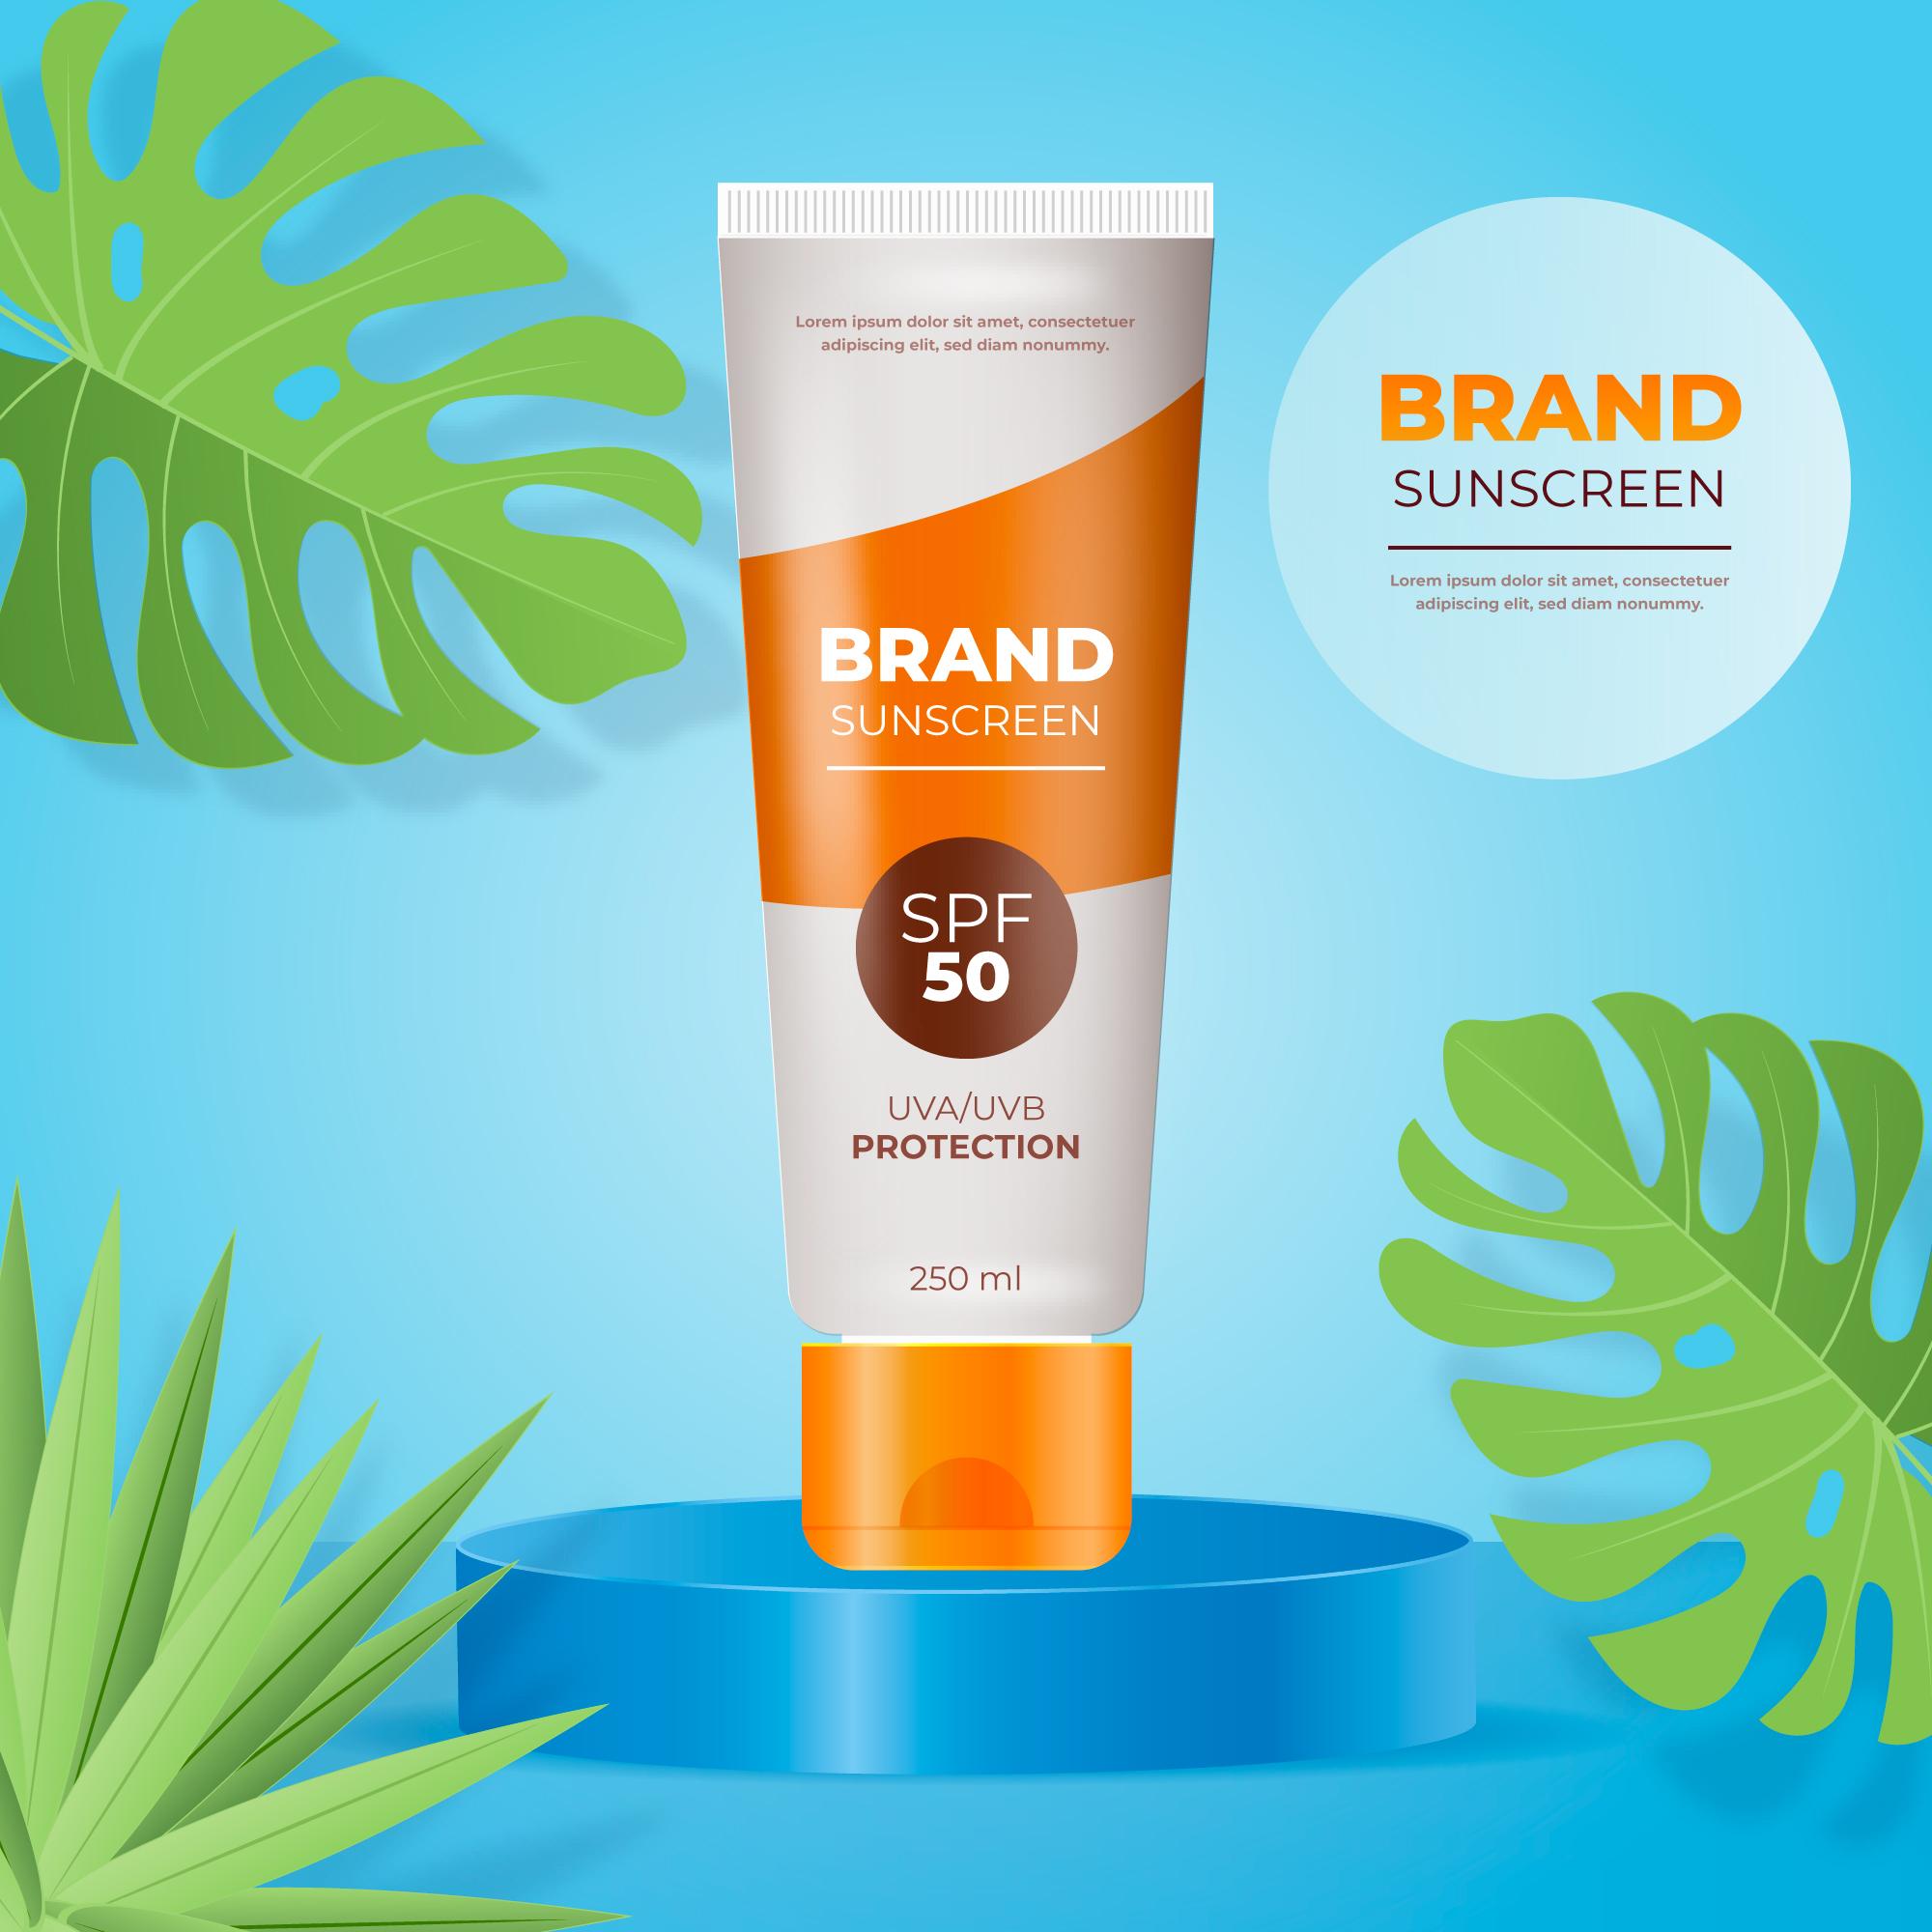 Lorem ipsum dolor sit amet, consectetuer
adipiscing elit, sed diam nonummy.
BRAND
SUNSCREEN
SPF
50
UVA/UVB
PROTECTION
250 ml
BRAND
SUNSCREEN
Lorem ipsum dolor sit amet, consectetuer
adipiscing elit, sed diam nonummy.